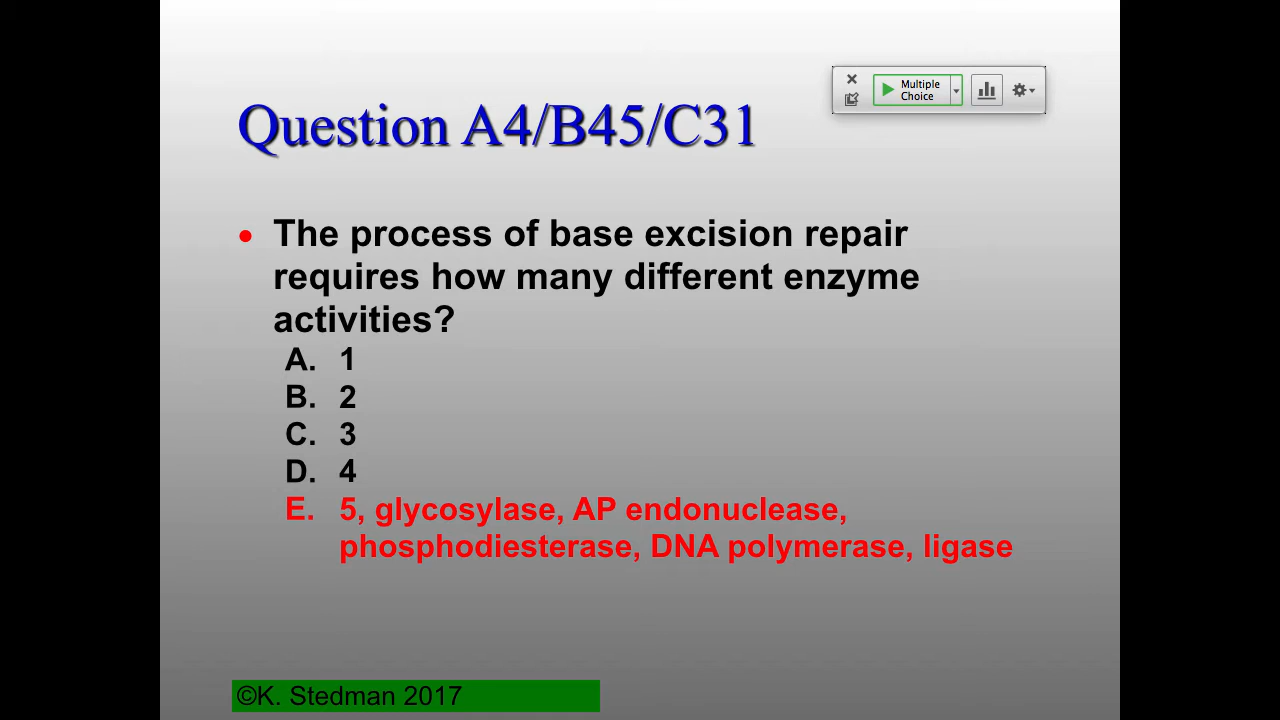 Multiple
Choice
Question A4/B45/C31
• The process of base excision repair
requires how many different enzyme
activities?
A. 1
B. 2
C. 3
D. 4
E. 5, glycosylase, AP endonuclease,
phosphodiesterase, DNA polymerase, ligase
©K. Stedman 2017